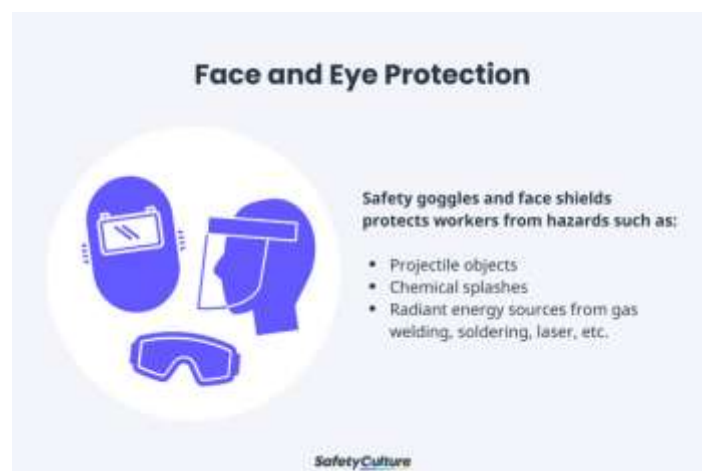 Face and Eye Protection
Safety goggles and face shields
protects workers from hazards such as:
• Projectile objects
• Chemical splashes
• Radiant energy sources from gas
welding, soldering, laser, etc.
SafetyCulture